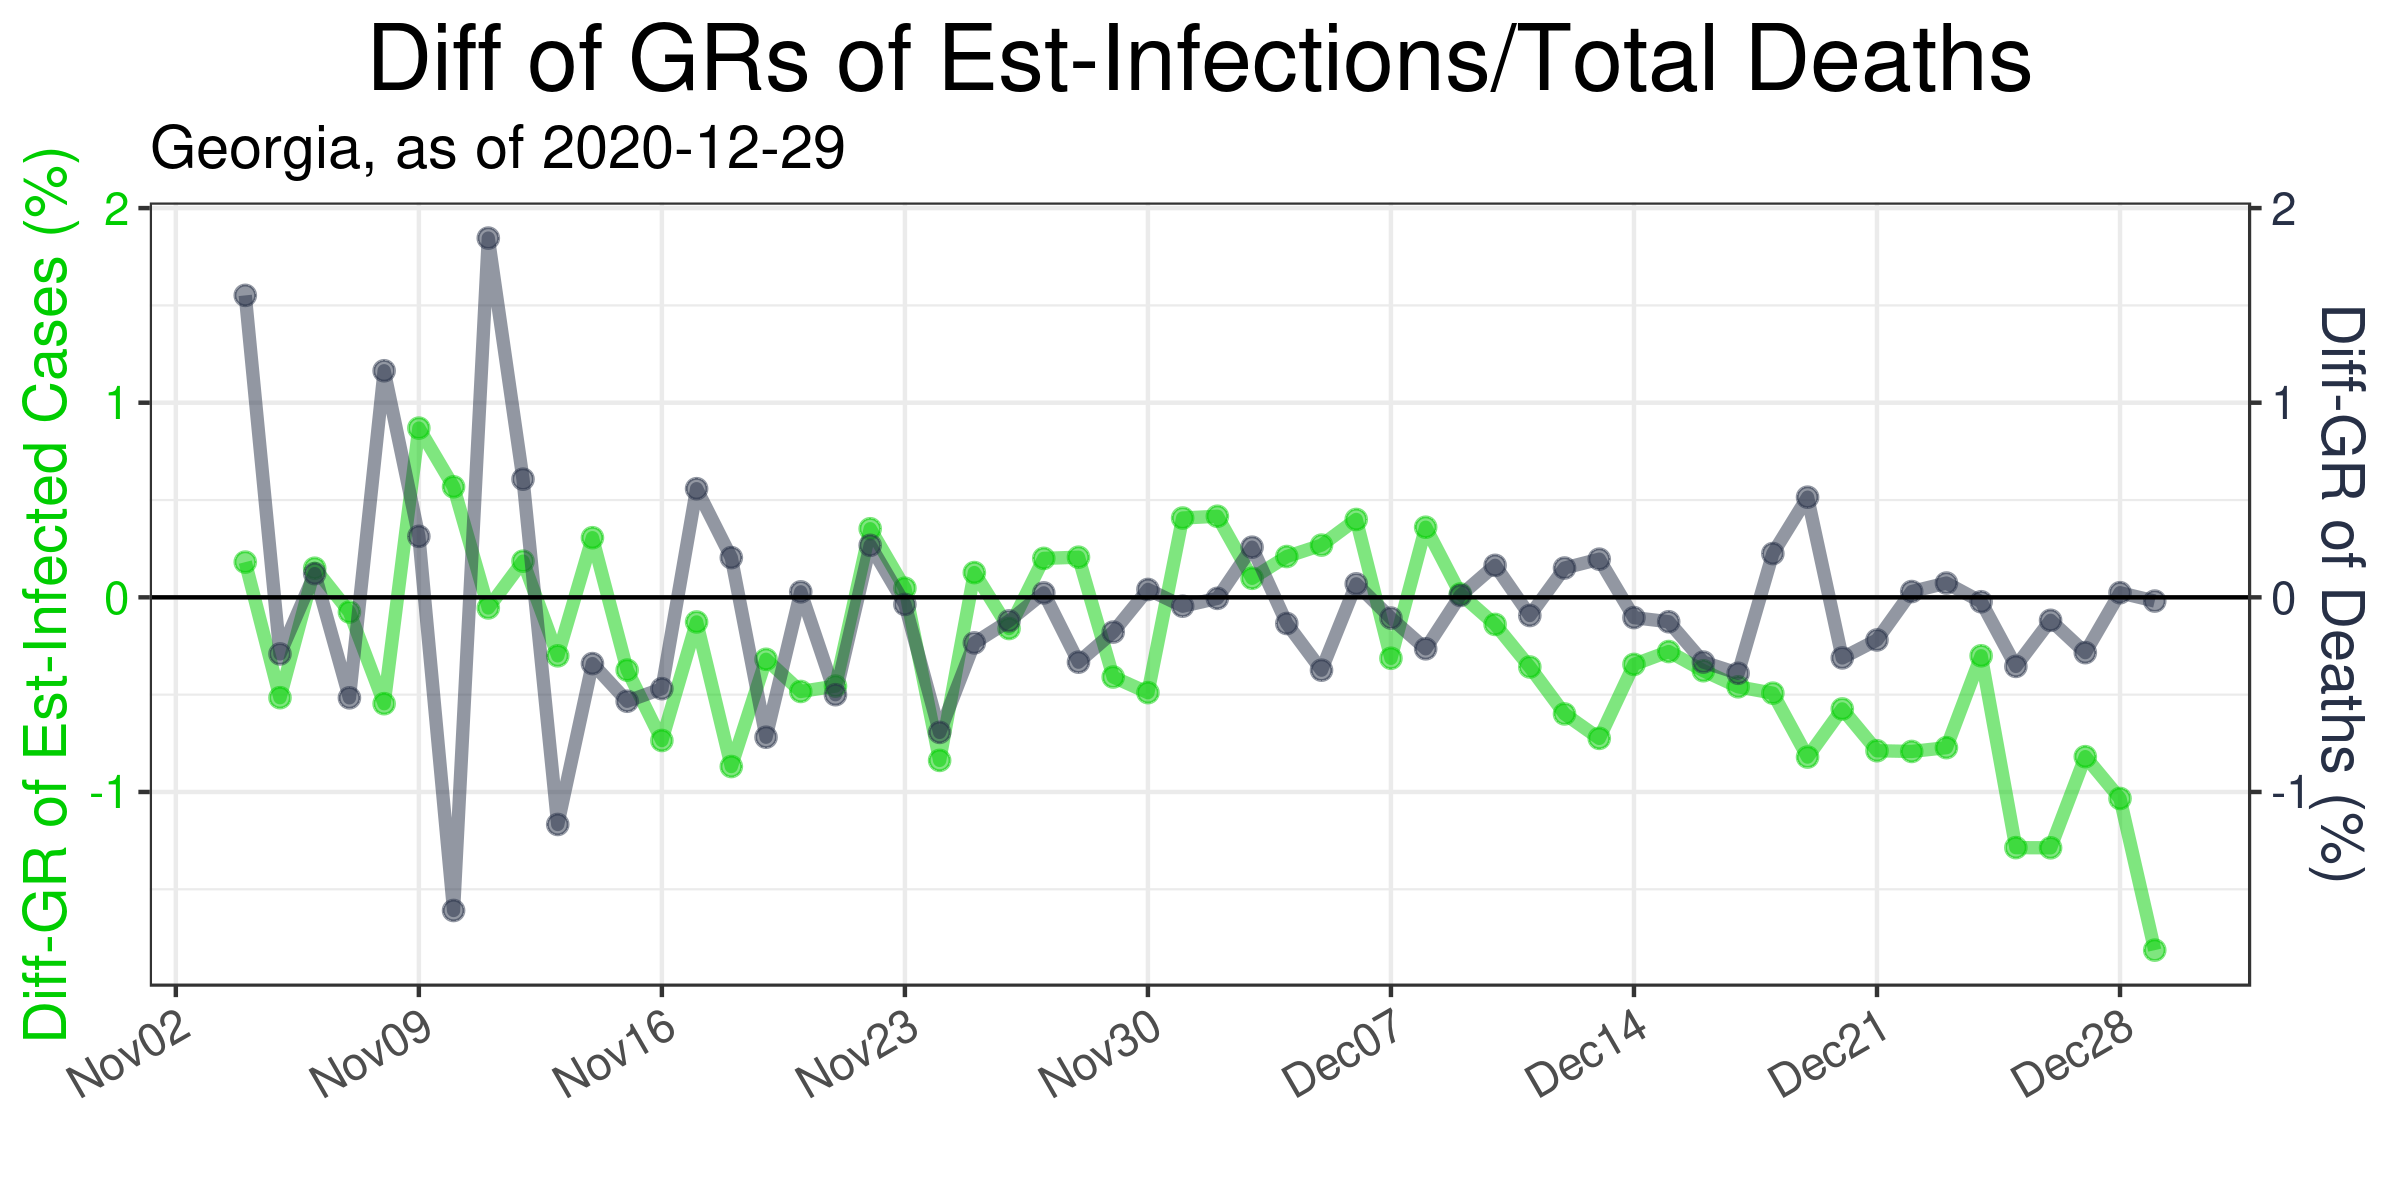 Diff of GRs of Est-Infections/Total Deaths
Georgia, as of 2020-12-29
Diff-GR of Est-Infected Cases (%)
2
1
0
-1
2
1
0
-1
Diff-GR of Deaths (%)
Nov02
Nov09
Nov16
Nov23
Nov30
Dec07
Dec14
Dec21
Dec28